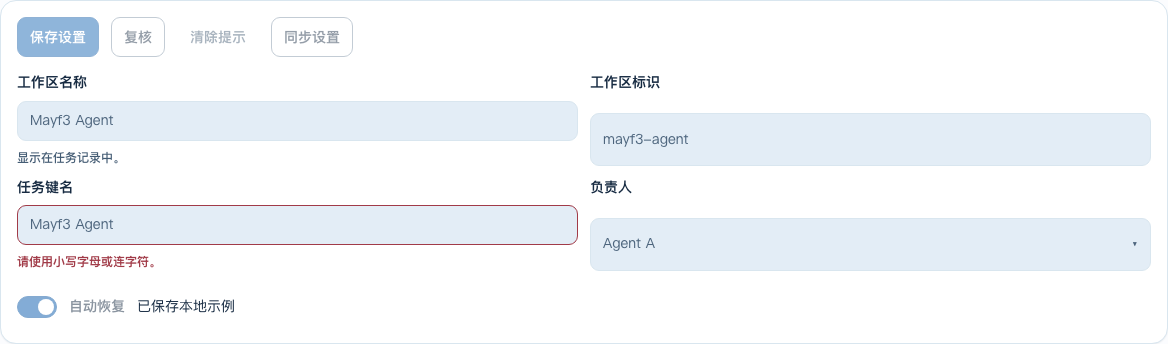 保存设置 复核 清除提示 同步设置
工作区名称 工作区标识
Mayf3 Agent
mayf3-agent
显示在任务记录中。
任务键名 负责人
Mayf3 Agent
Agent A
请使用小写字母或连字符。
自动恢复 已保存本地示例